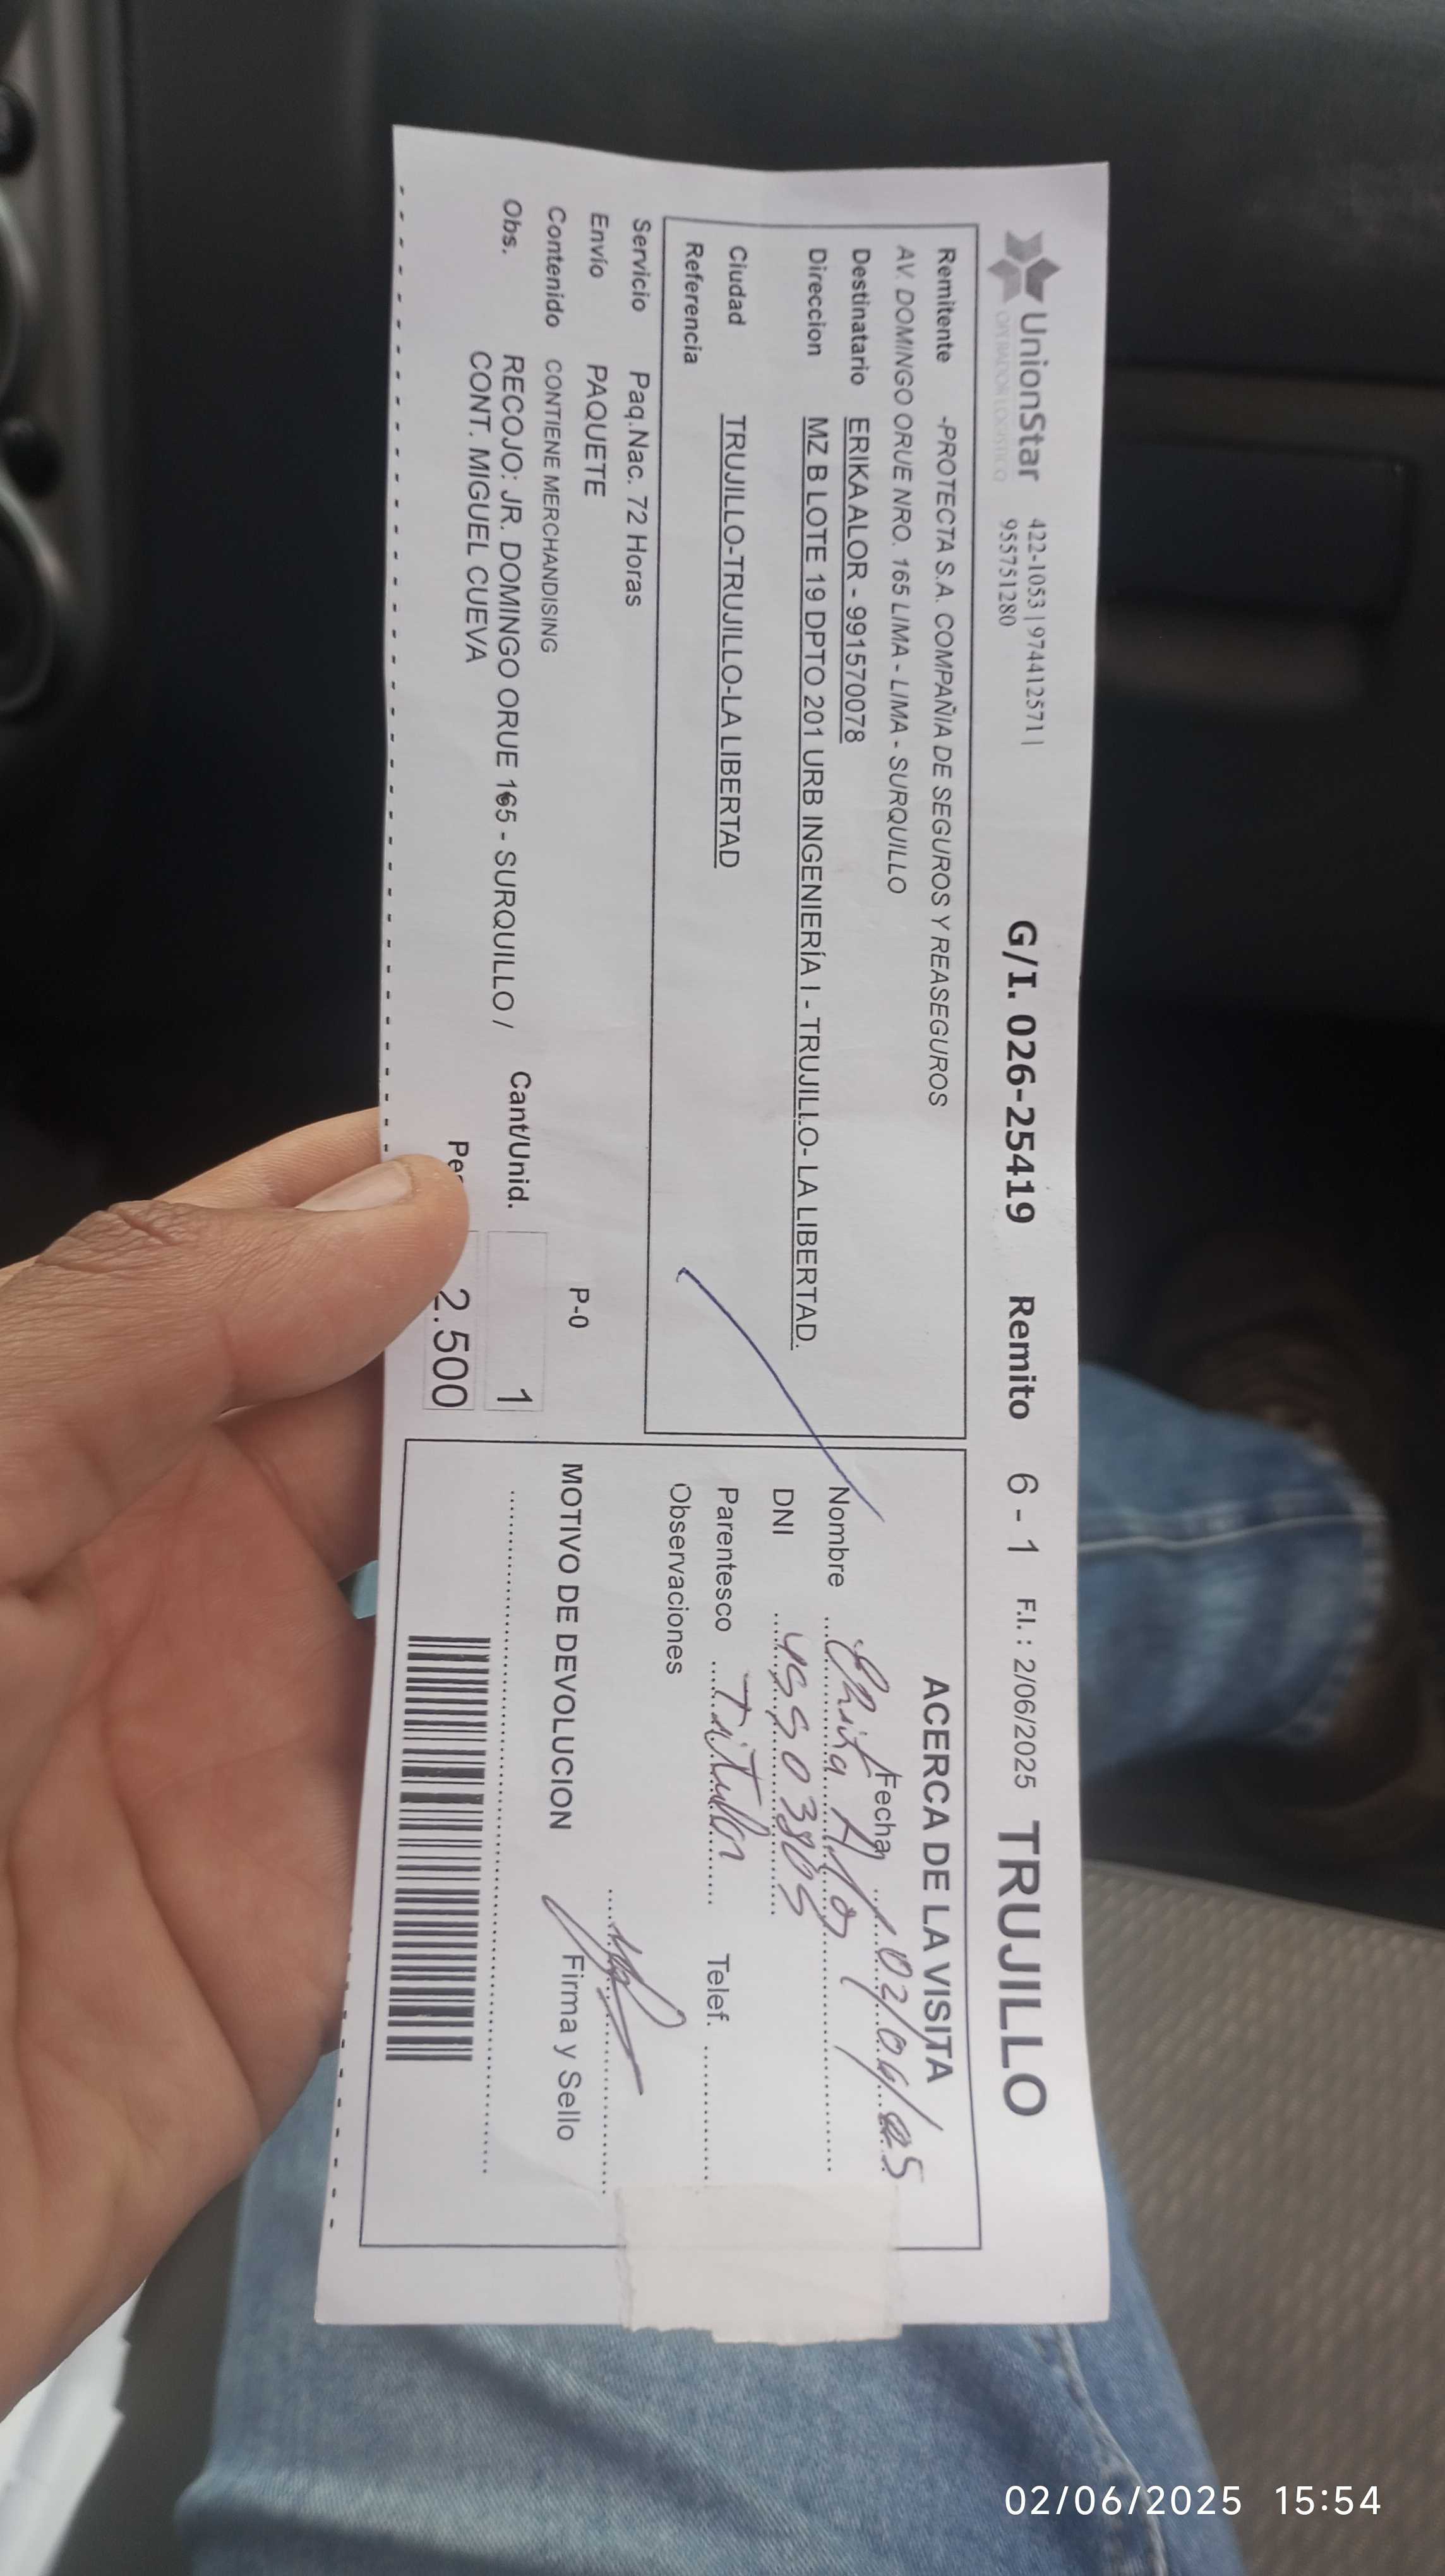 UnionStar
OPERADOR LOGISTICO
422-1053 | 974412571 |
955751280
G/I. 026-25419 Remito 6 - 1 F.I. : 2/06/2025 TRUJILLO
Remitente -PROTECTA S.A. COMPAÑIA DE SEGUROS Y REASEGUROS
AV. DOMINGO ORUE NRO. 165 LIMA - LIMA - SURQUILLO
Destinatario ERIKA ALOR - 991570078
Direccion MZ B LOTE 19 DPTO 201 URB INGENIERÍA I - TRUJILLO- LA LIBERTAD.
Ciudad TRUJILLO-TRUJILLO-LA LIBERTAD
Referencia
Servicio Paq.Nac. 72 Horas
Envío PAQUETE P-0
Contenido CONTIENE MERCHANDISING
Obs. RECOJO: JR. DOMINGO ORUE 165 - SURQUILLO /
CONT. MIGUEL CUEVA
Cant/Unid. 1
2.500
ACERCA DE LA VISITA
Fecha 02/06/25
Nombre Erika Alor
DNI 45503805
Parentesco Titular Telef.
Observaciones
MOTIVO DE DEVOLUCION
Firma y Sello
02/06/2025 15:54